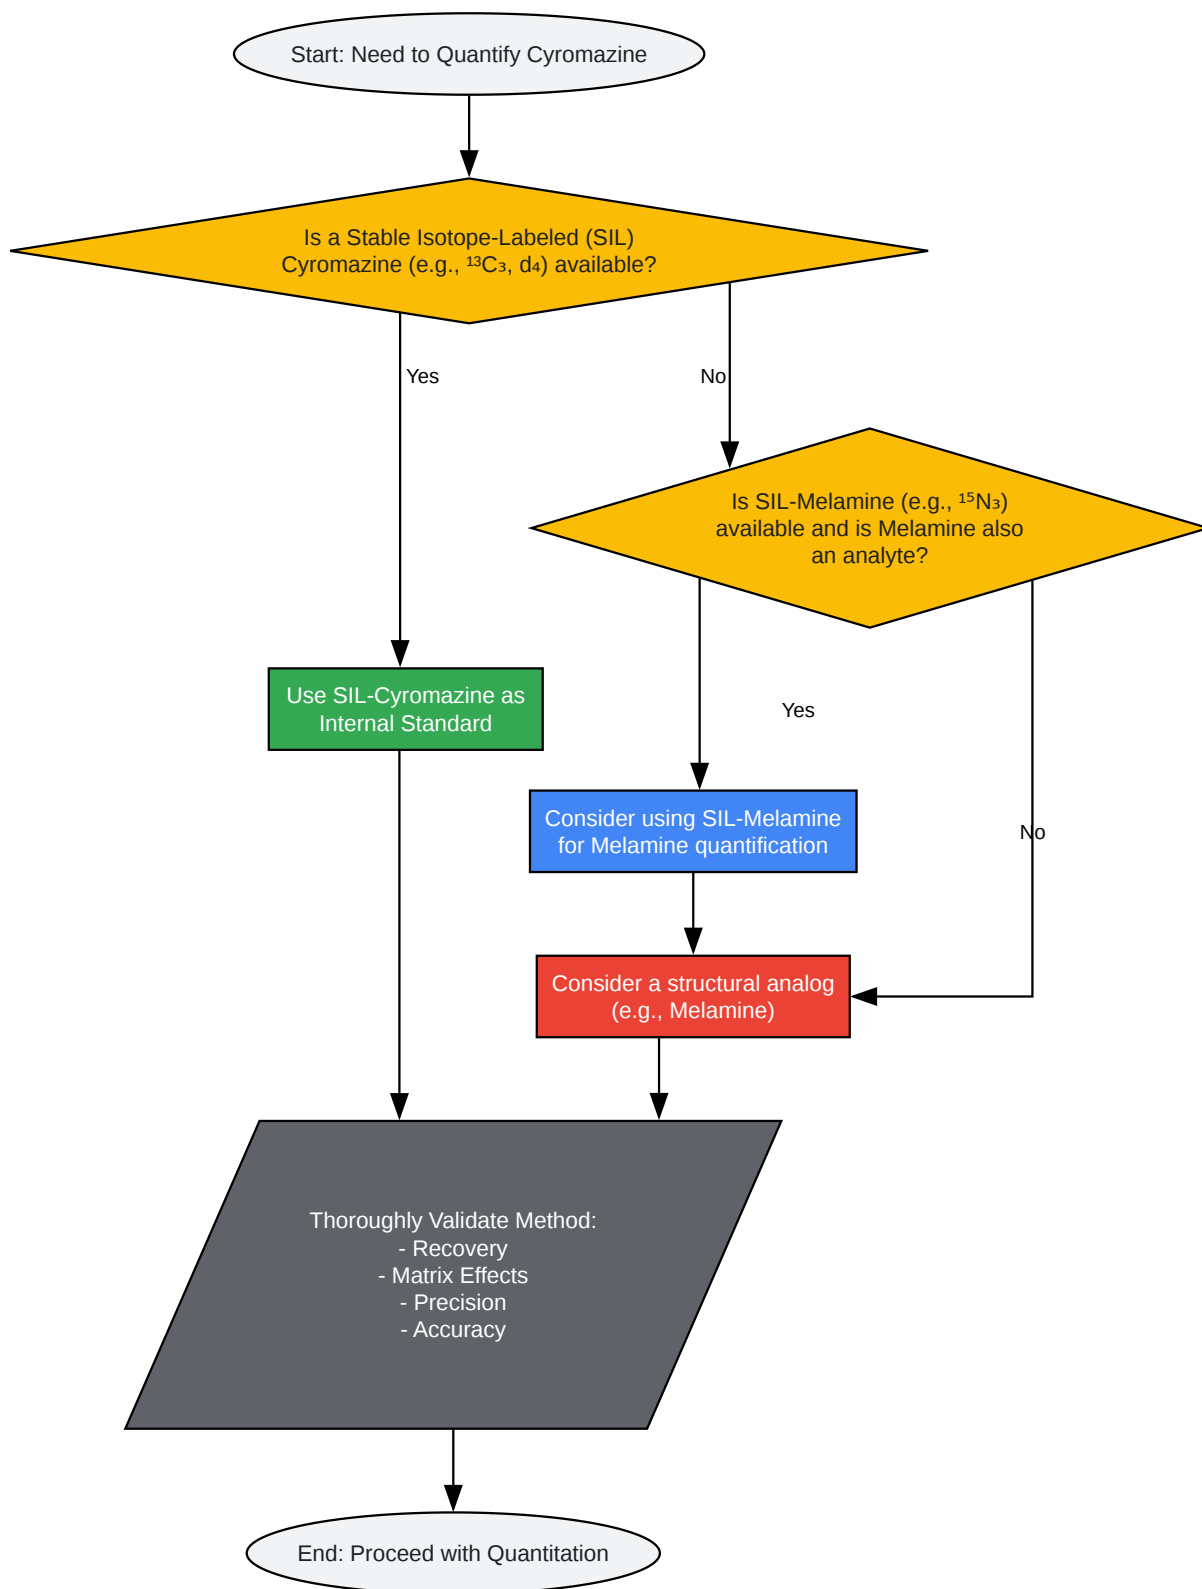 Start: Need to Quantify Cyromazine
Is a Stable Isotope-Labeled (SIL)
Cyromazine (e.g., ¹³C₃, d₄) available?
Yes
No
Is SIL-Melamine (e.g., ¹⁵N₃)
available and is Melamine also
an analyte?
Use SIL-Cyromazine as
Internal Standard
Yes
Consider using SIL-Melamine
for Melamine quantification
No
Consider a structural analog
(e.g., Melamine)
Thoroughly Validate Method:
- Recovery
- Matrix Effects
- Precision
- Accuracy
End: Proceed with Quantitation